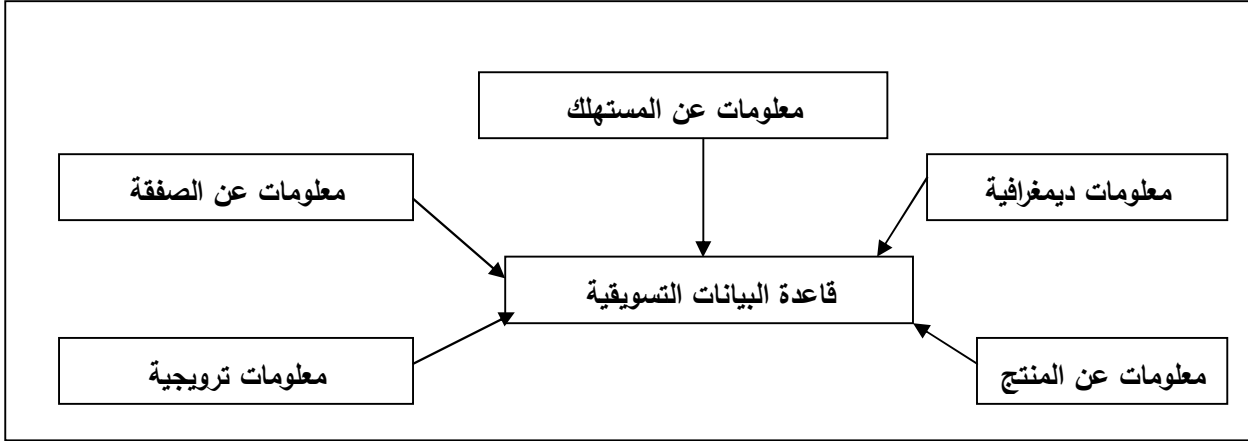 معلومات عن المستهلك
معلومات ديمغرافية
معلومات عن الصفقة
قاعدة البيانات التسويقية
معلومات عن المنتج
معلومات ترويجية